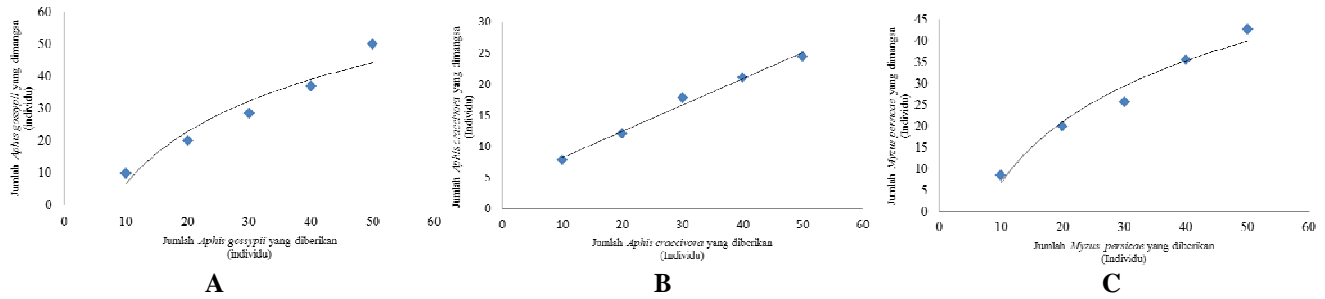 60
50
40
30
20
10
0
0 10 20 30 40 50 60
Jumlah Aphis gossypii yang dimangsa
(individu)
Jumlah Aphis gossypii yang diberikan
(individu)
A
30
25
20
15
10
5
0
0 10 20 30 40 50 60
Jumlah Aphis craccivora yang dimangsa
(Individu)
Jumlah Aphis craccivora yang diberikan
(Individu)
B
45
40
35
30
25
20
15
10
5
0
0 10 20 30 40 50 60
Jumlah Myzus persicae yang dimangsa
(Individu)
Jumlah Myzus persicae yang diberikan
(Individu)
C